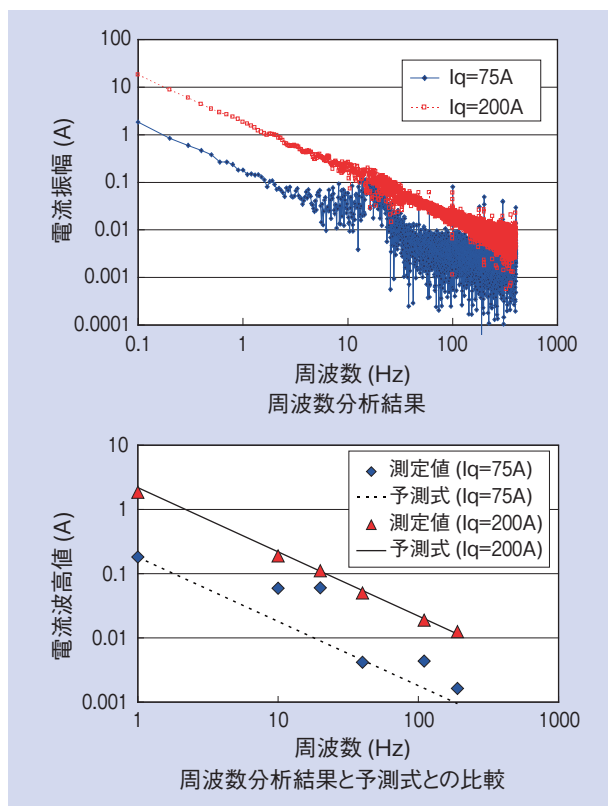 100
10
1
0.1
0.01
0.001
0.0001
電流振幅 (A)
Iq=75A
Iq=200A
0.1
1
10
100
1000
周波数 (Hz)
周波数分析結果
10
1
0.1
0.01
0.001
電流波高値 (A)
測定値 (Iq=75A)
予測式 (Iq=75A)
測定値 (Iq=200A)
予測式 (Iq=200A)
1
10
100
1000
周波数 (Hz)
周波数分析結果と予測式との比較